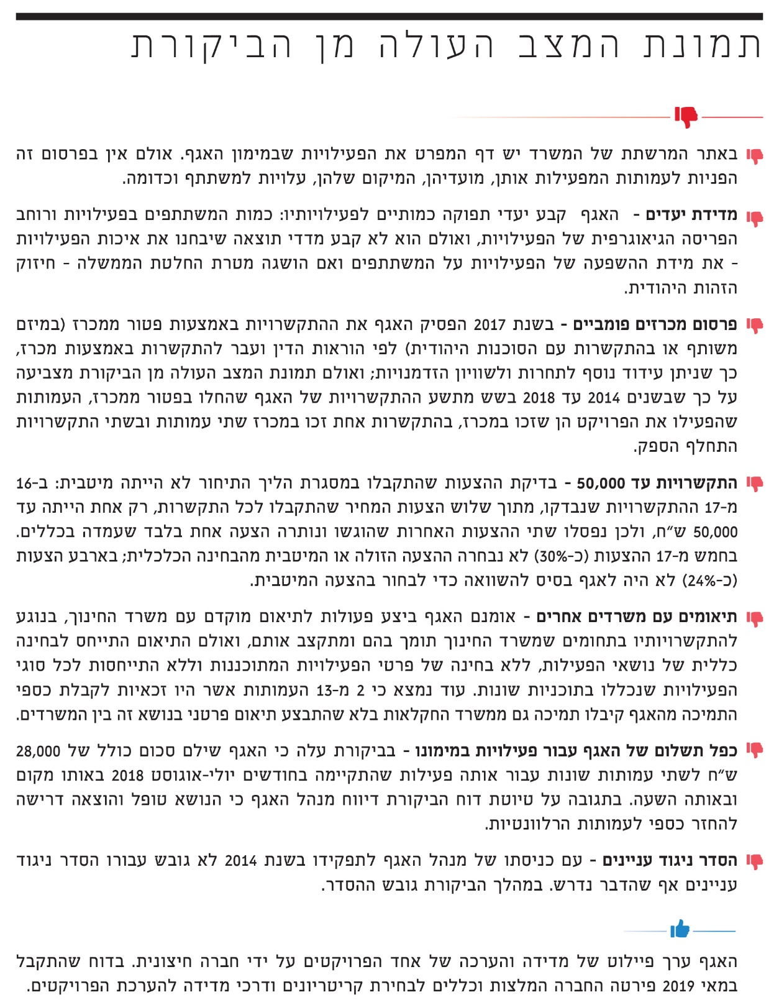 תמונת המצב העולה מן הביקורת
באתר המרשתת של המשרד יש דף המפרט את הפעילויות שבמימון האגף. אולם אין בפרסום זה
הפניות לעמותות המפעילות אותן, מועדיהן, המיקום שלהן, עלויות למשתתף וכדומה.
מדידת יעדים - האגף קבע יעדי תפוקה כמותיים לפעילויותיו: כמות המשתתפים בפעילויות ורוחב
הפריסה הגיאוגרפית של הפעילויות, ואולם הוא לא קבע מדדי תוצאה שיבחנו את איכות הפעילויות
- את מידת ההשפעה של הפעילויות על המשתתפים ואם הושגה מטרת החלטת הממשלה - חיזוק
הזהות היהודית.
פרסום מכרזים פומביים - בשנת 2017 הפסיק האגף את ההתקשרויות באמצעות פטור ממכרז (במיזם
משותף או בהתקשרות עם הסוכנות היהודית) לפי הוראות הדין ועבר להתקשרות באמצעות מכרז,
כך שניתן עידוד נוסף לתחרות ולשוויון הזדמנויות; ואולם תמונת המצב העולה מן הביקורת מצביעה
על כך שבשנים 2014 עד 2018 בשש מתשע ההתקשרויות של האגף שהחלו בפטור ממכרז, העמותות
שהפעילו את הפרויקט הן שזכו במכרז, בהתקשרות אחת זכו במכרז שתי עמותות ובשתי התקשרויות
התחלף הספק.
התקשרויות עד 50,000 - בדיקת ההצעות שהתקבלו במסגרת הליך התיחור לא הייתה מיטבית: ב-16
מ-17 ההתקשרויות שנבדקו, מתוך שלוש הצעות המחיר שהתקבלו לכל התקשרות, רק אחת הייתה עד
50,000 ש"ח, ולכן נפסלו שתי ההצעות האחרות שהוגשו ונותרה הצעה אחת בלבד שעמדה בכללים.
בחמש מ-17 ההצעות (כ-30%) לא נבחרה ההצעה הזולה או המיטבית מהבחינה הכלכלית; בארבע הצעות
(כ-24%) לא היה לאגף בסיס להשוואה כדי לבחור בהצעה המיטבית.
תיאומים עם משרדים אחרים - אומנם האגף ביצע פעולות לתיאום מוקדם עם משרד החינוך, בנוגע
להתקשרויותיו בתחומים שמשרד החינוך תומך בהם ומתקצב אותם, ואולם התיאום התייחס לבחינה
כללית של נושאי הפעילות, ללא בחינה של פרטי הפעילויות המתוכננות וללא התייחסות לכל סוגי
הפעילויות שנכללו בתוכניות שונות. עוד נמצא כי 2 מ-13 העמותות אשר היו זכאיות לקבלת כספי
התמיכה מהאגף קיבלו תמיכה גם ממשרד החקלאות בלא שהתבצע תיאום פרטני בנושא זה בין המשרדים.
כפל תשלום של האגף עבור פעילויות במימונו - בביקורת עלה כי האגף שילם סכום כולל של 28,000
ש"ח לשתי עמותות שונות עבור אותה פעילות שהתקיימה בחודשים יולי-אוגוסט 2018 באותו מקום
ובאותה השעה. בתגובה על טיוטת דוח הביקורת דיווח מנהל האגף כי הנושא טופל והוצאה דרישה
להחזר כספי לעמותות הרלוונטיות.
הסדר ניגוד עניינים - עם כניסתו של מנהל האגף לתפקידו בשנת 2014 לא גובש עבורו הסדר ניגוד
עניינים אף שהדבר נדרש. במהלך הביקורת גובש ההסדר.
האגף ערך פיילוט של מדידה והערכה של אחד הפרויקטים על ידי חברה חיצונית. בדוח שהתקבל
במאי 2019 פירטה החברה המלצות וכללים לבחירת קריטריונים ודרכי מדידה להערכת הפרויקטים.